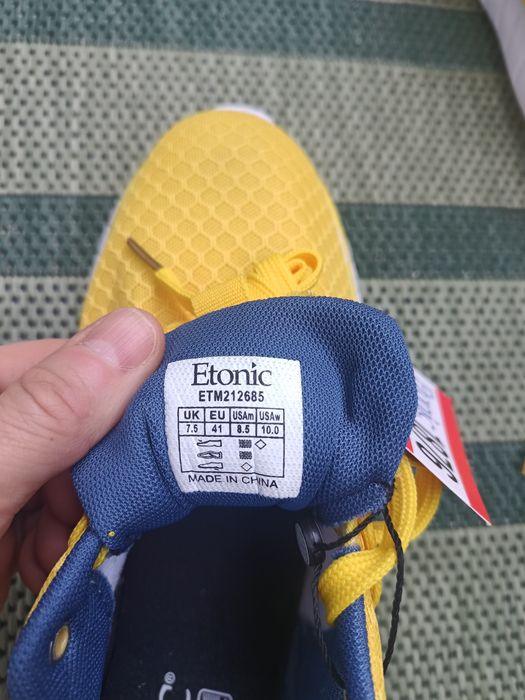 Etonic
ETM212685
UK EU USAm USAw
7.5 41 8.5 10.0
MADE IN CHINA